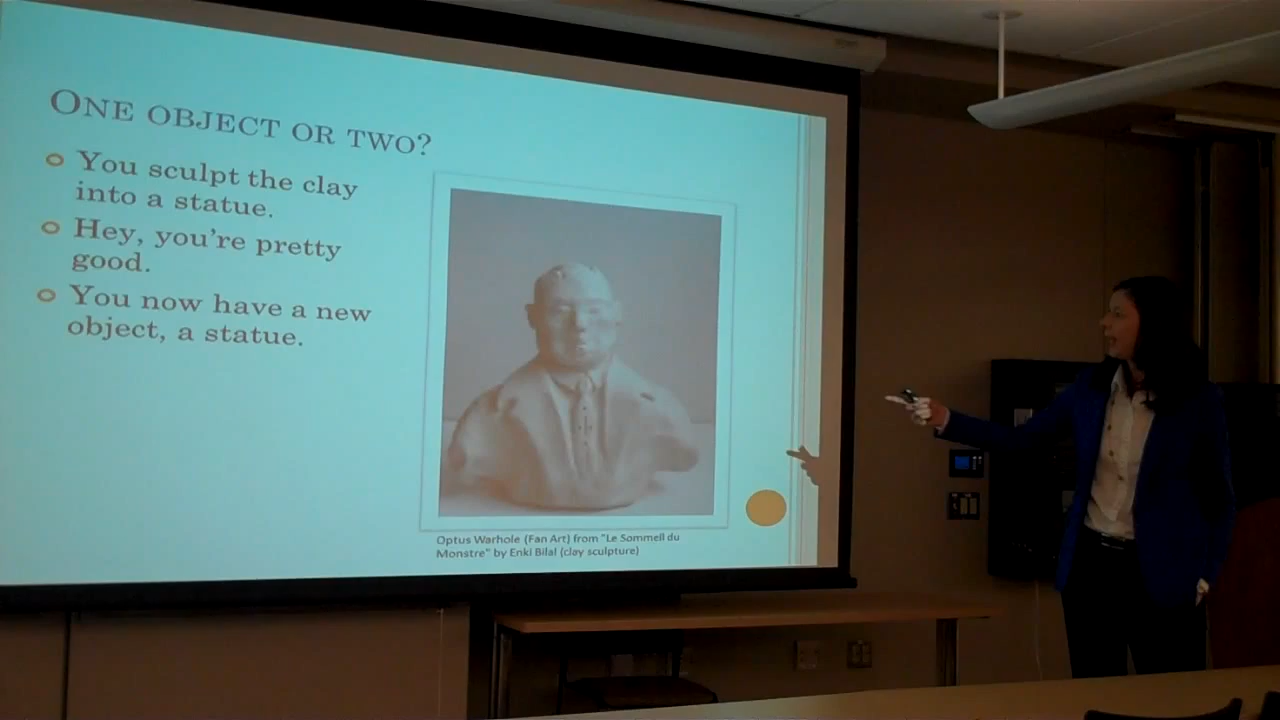 ONE OBJECT OR TWO?
You sculpt the clay
into a statue.
Hey, you're pretty
good.
You now have a new
object, a statue.
Optus Warhole (Fan Art) from "Le Sommeil du
Monstre" by Enki Bilal (clay sculpture)